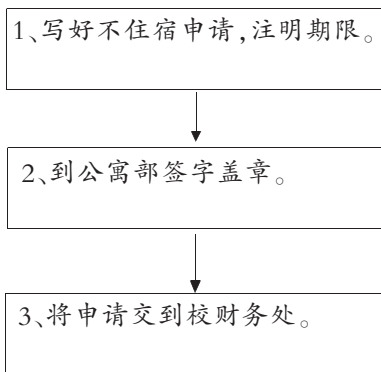 1、写好不住宿申请,注明期限。
2、到公寓部签字盖章。
3、将申请交到校财务处。